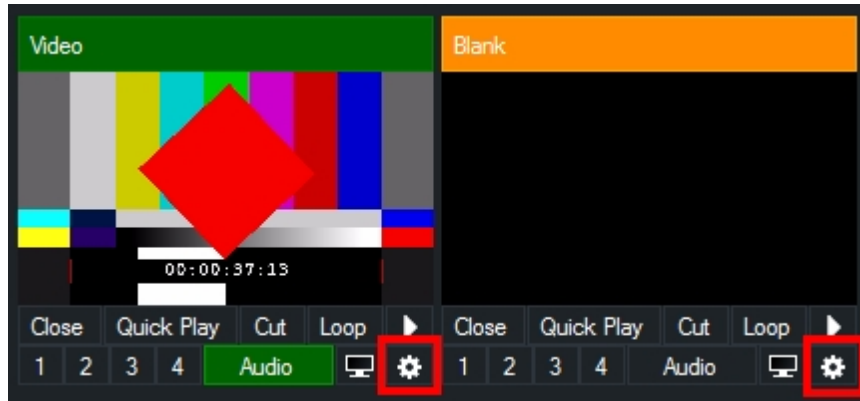 Video Blank
00:00:37:13
Close Quick Play Cut Loop Close Quick Play Cut Loop
1 2 3 4 Audio 1 2 3 4 Audio